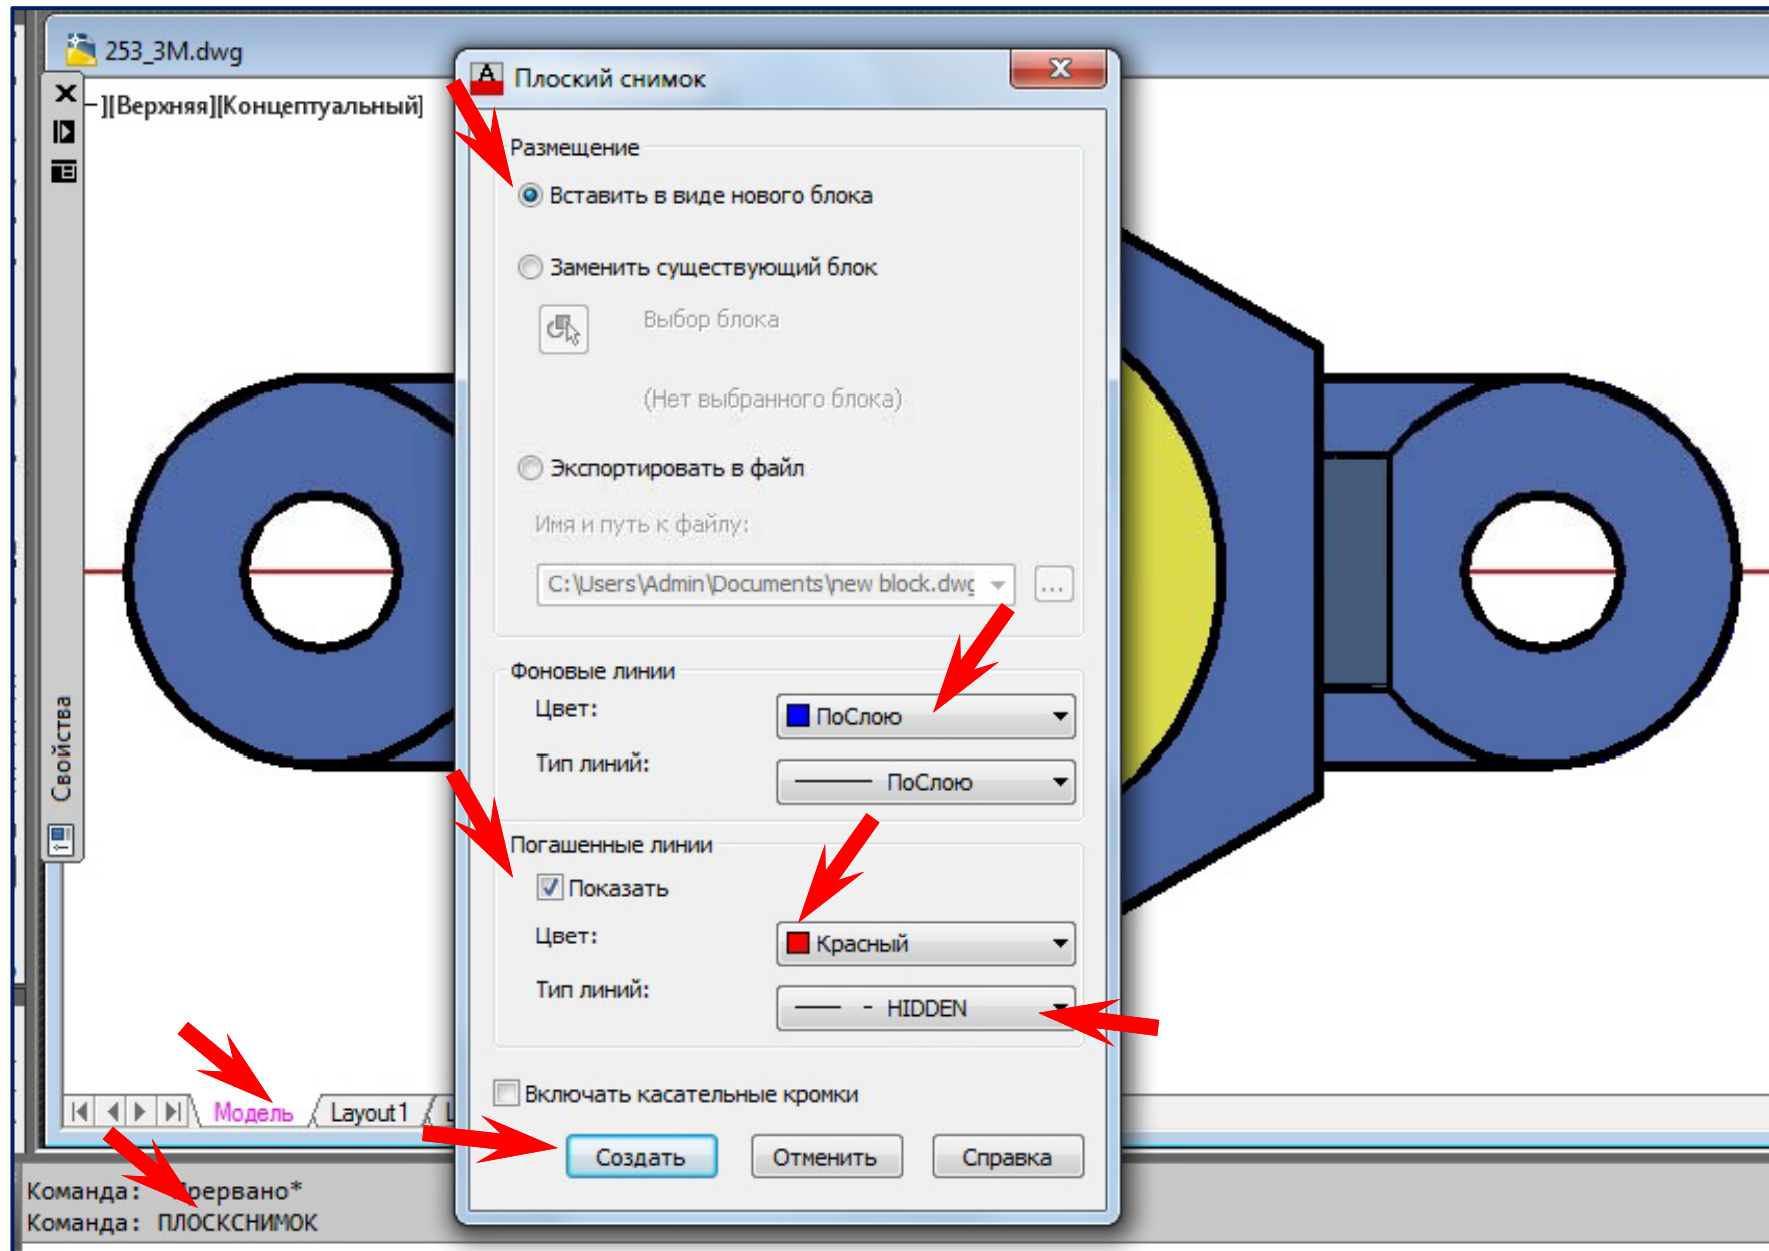 253_3M.dwg
–][Верхняя][Концептуальный]
Свойства
Плоский снимок
Размещение
Вставить в виде нового блока
Заменить существующий блок
Выбор блока
(Нет выбранного блока)
Экспортировать в файл
Имя и путь к файлу:
C:\Users\Admin\Documents\new block.dwg
...
Фоновые линии
Цвет: ПоСлою
Тип линий: ПоСлою
Погашенные линии
Показать
Цвет: Красный
Тип линий: HIDDEN
Включать касательные кромки
Создать Отменить Справка
Модель Layout1 L
Команда: рервано*
Команда: ПЛОСКСНИМОК